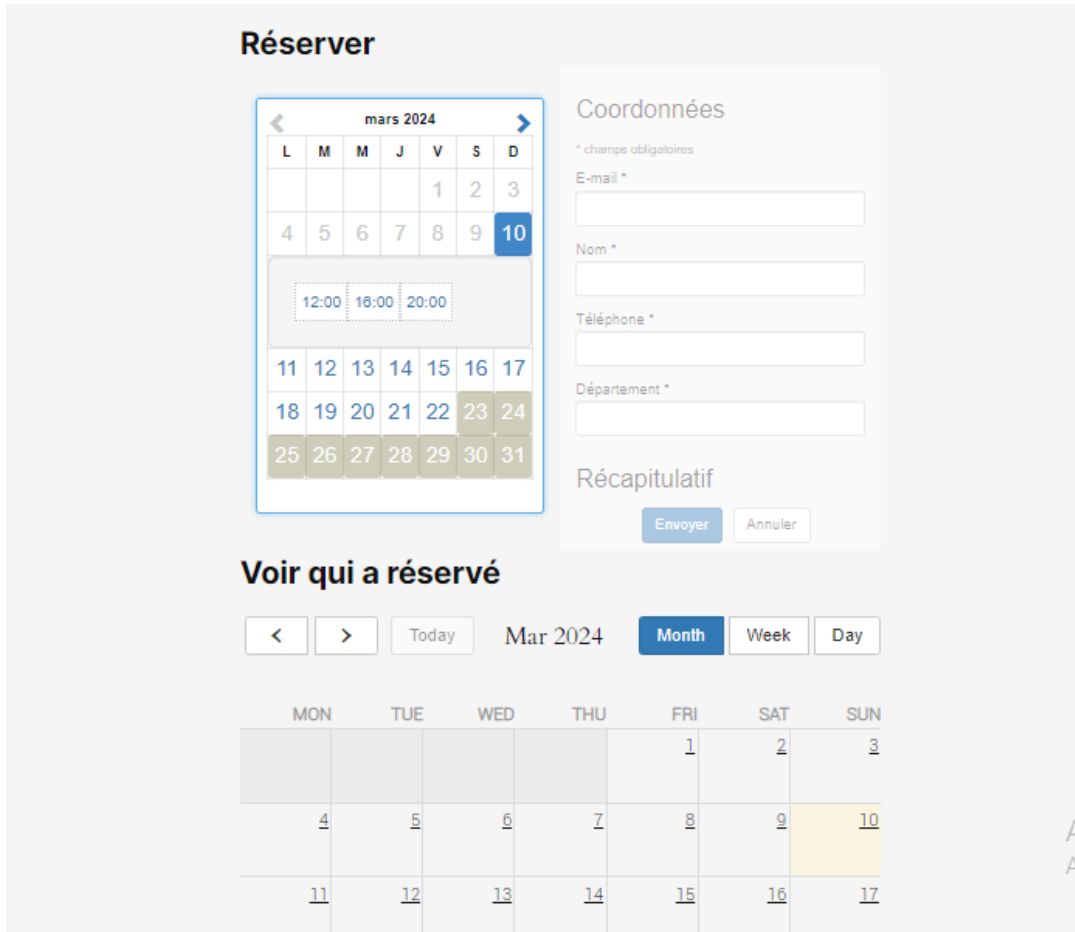 Réserver
mars 2024
L M M J V S D
1 2 3
4 5 6 7 8 9 10
12:00 16:00 20:00
11 12 13 14 15 16 17
18 19 20 21 22 23 24
25 26 27 28 29 30 31
Coordonnées
* champs obligatoires
E-mail *
Nom *
Téléphone *
Département *
Récapitulatif
Envoyer Annuler
Voir qui a réservé
Today Mar 2024 Month Week Day
MON TUE WED THU FRI SAT SUN
1 2 3
4 5 6 7 8 9 10
11 12 13 14 15 16 17